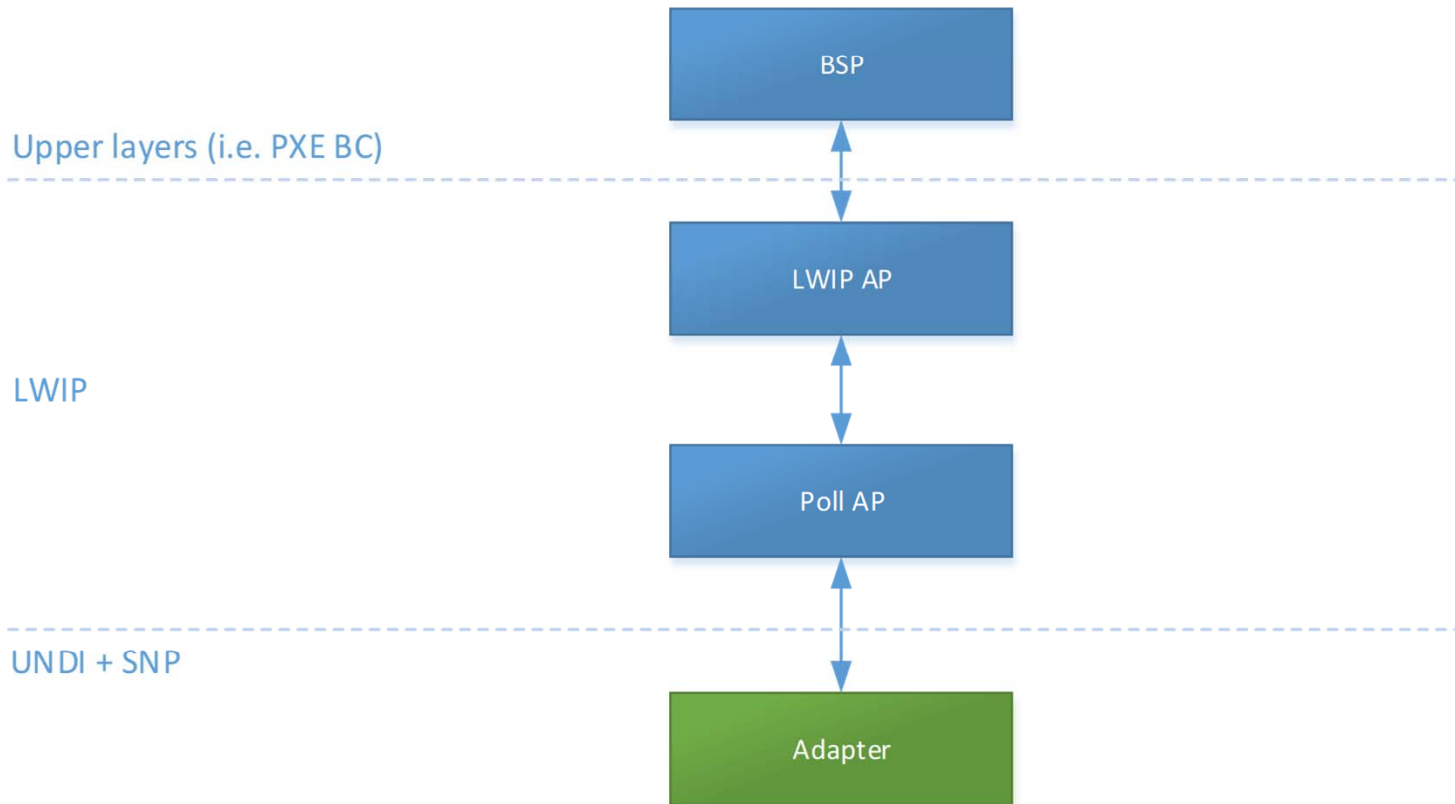 BSP
Upper layers (i.e. PXE BC)
LWIP AP
LWIP
Poll AP
UNDI + SNP
Adapter